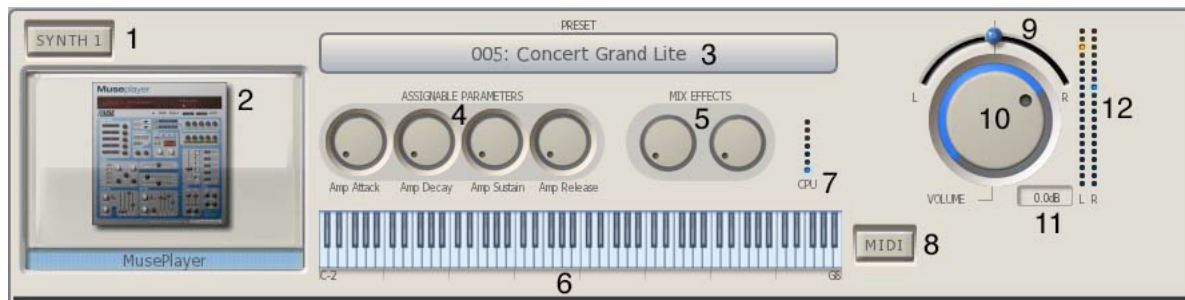 SYNTH 1 1
2
Museplayer
MusePlayer
PRESET
005: Concert Grand Lite 3
ASSIGNABLE PARAMETERS
4
Amp Attack Amp Decay Amp Sustain Amp Release
MIX EFFECTS
5
CPU 7
C-2 G8
6
MIDI 8
9
L R
10
VOLUME
0.0dB
11
L R
12